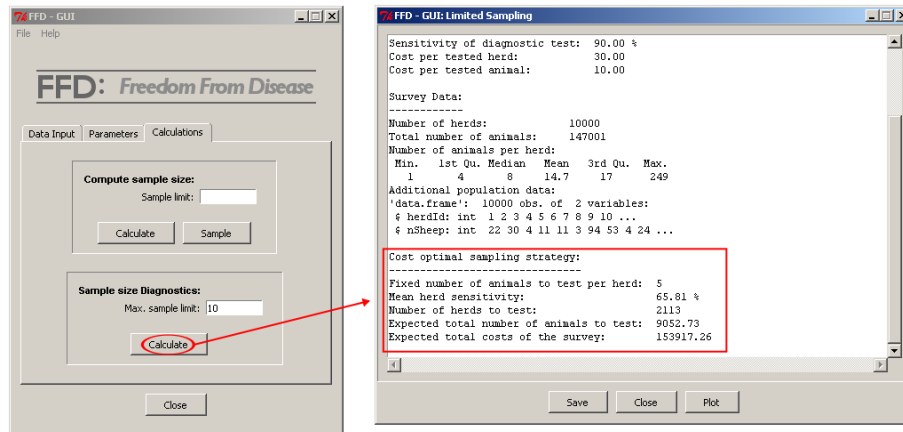 FFD - GUI
File Help
FFD: Freedom From Disease
Data Input Parameters Calculations
Compute sample size:
Sample limit:
Calculate Sample
Sample size Diagnostics:
Max. sample limit: 10
Calculate
Close
FFD - GUI: Limited Sampling
Sensitivity of diagnostic test: 90.00 %
Cost per tested herd: 30.00
Cost per tested animal: 10.00
Survey Data:
------------
Number of herds: 10000
Total number of animals: 147001
Number of animals per herd:
Min. 1st Qu. Median Mean 3rd Qu. Max.
1 4 8 14.7 17 249
Additional population data:
'data.frame': 10000 obs. of 2 variables:
$ herdId: int 1 2 3 4 5 6 7 8 9 10 ...
$ nSheep: int 22 30 4 11 11 3 94 53 4 24 ...
Cost optimal sampling strategy:
-------------------------------
Fixed number of animals to test per herd: 5
Mean herd sensitivity: 65.81 %
Number of herds to test: 2113
Expected total number of animals to test: 9052.73
Expected total costs of the survey: 153917.26
Save Close Plot